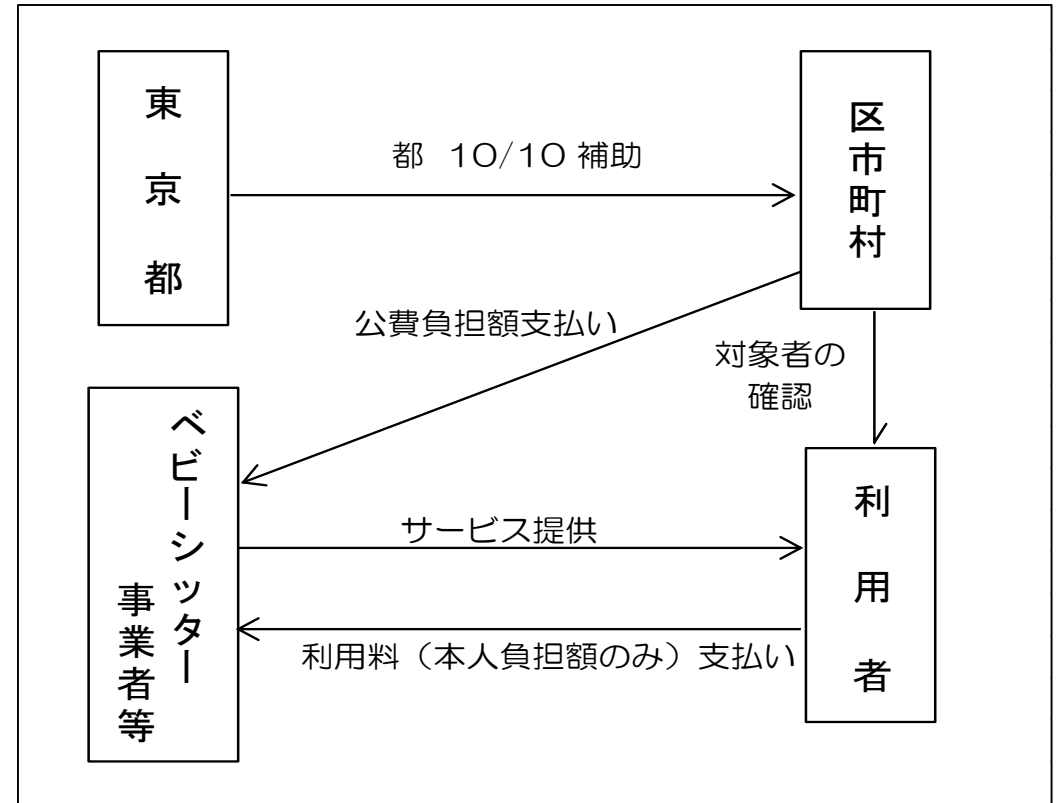 東京都
都 10/10 補助
区市町村
公費負担額支払い
対象者の
確認
ベビーシッター
事業者等
サービス提供
利用料（本人負担額のみ）支払い
利用者